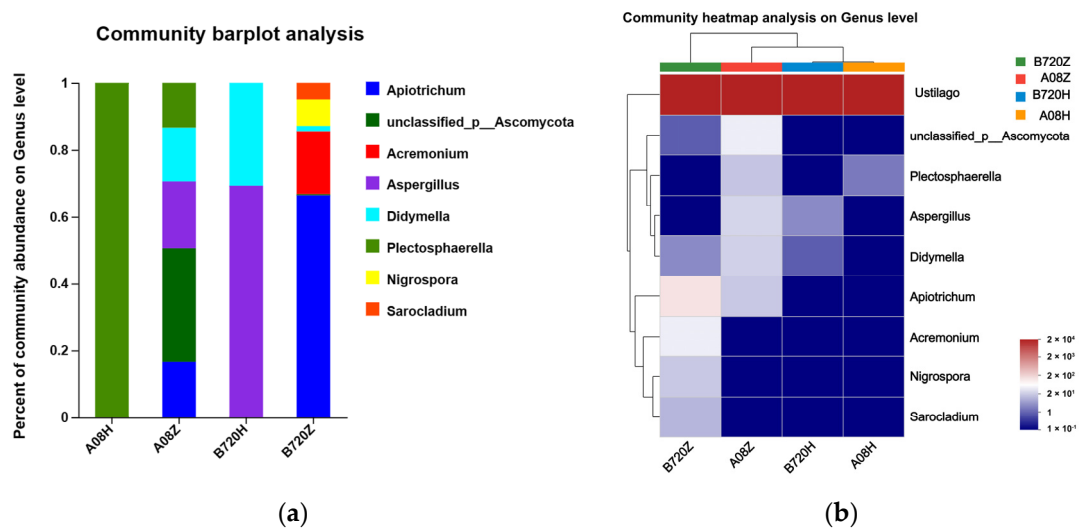 Community barplot analysis
Percent of community abundance on Genus level
1
0.8
0.6
0.4
0.2
0
A08H
A08Z
B720H
B720Z
Apiotrichum
unclassified_p__Ascomycota
Acremonium
Aspergillus
Didymella
Plectosphaerella
Nigrospora
Sarocladium
(a)
Community heatmap analysis on Genus level
B720Z
A08Z
B720H
A08H
Ustilago
unclassified_p__Ascomycota
Plectosphaerella
Aspergillus
Didymella
Apiotrichum
Acremonium
Nigrospora
Sarocladium
2 × 10⁴
2 × 10³
2 × 10²
2 × 10¹
1
1 × 10⁻¹
B720Z
A08Z
B720H
A08H
(b)